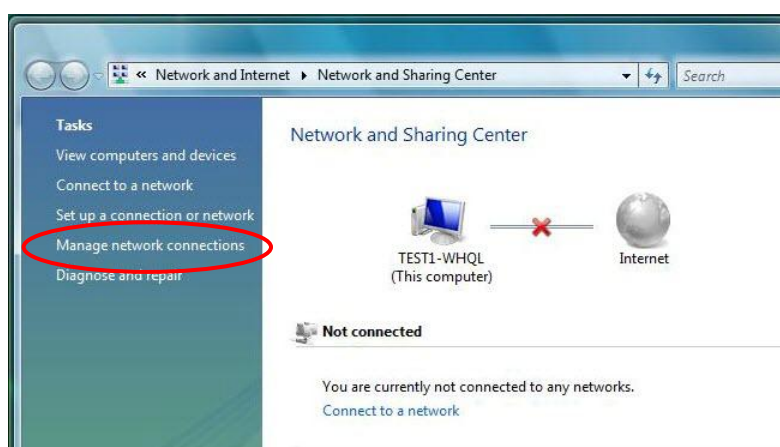 « Network and Internet ▸ Network and Sharing Center
Search
Tasks
View computers and devices
Connect to a network
Set up a connection or network
Manage network connections
Diagnose and repair
Network and Sharing Center
TEST1-WHQL
(This computer)
Internet
Not connected
You are currently not connected to any networks.
Connect to a network